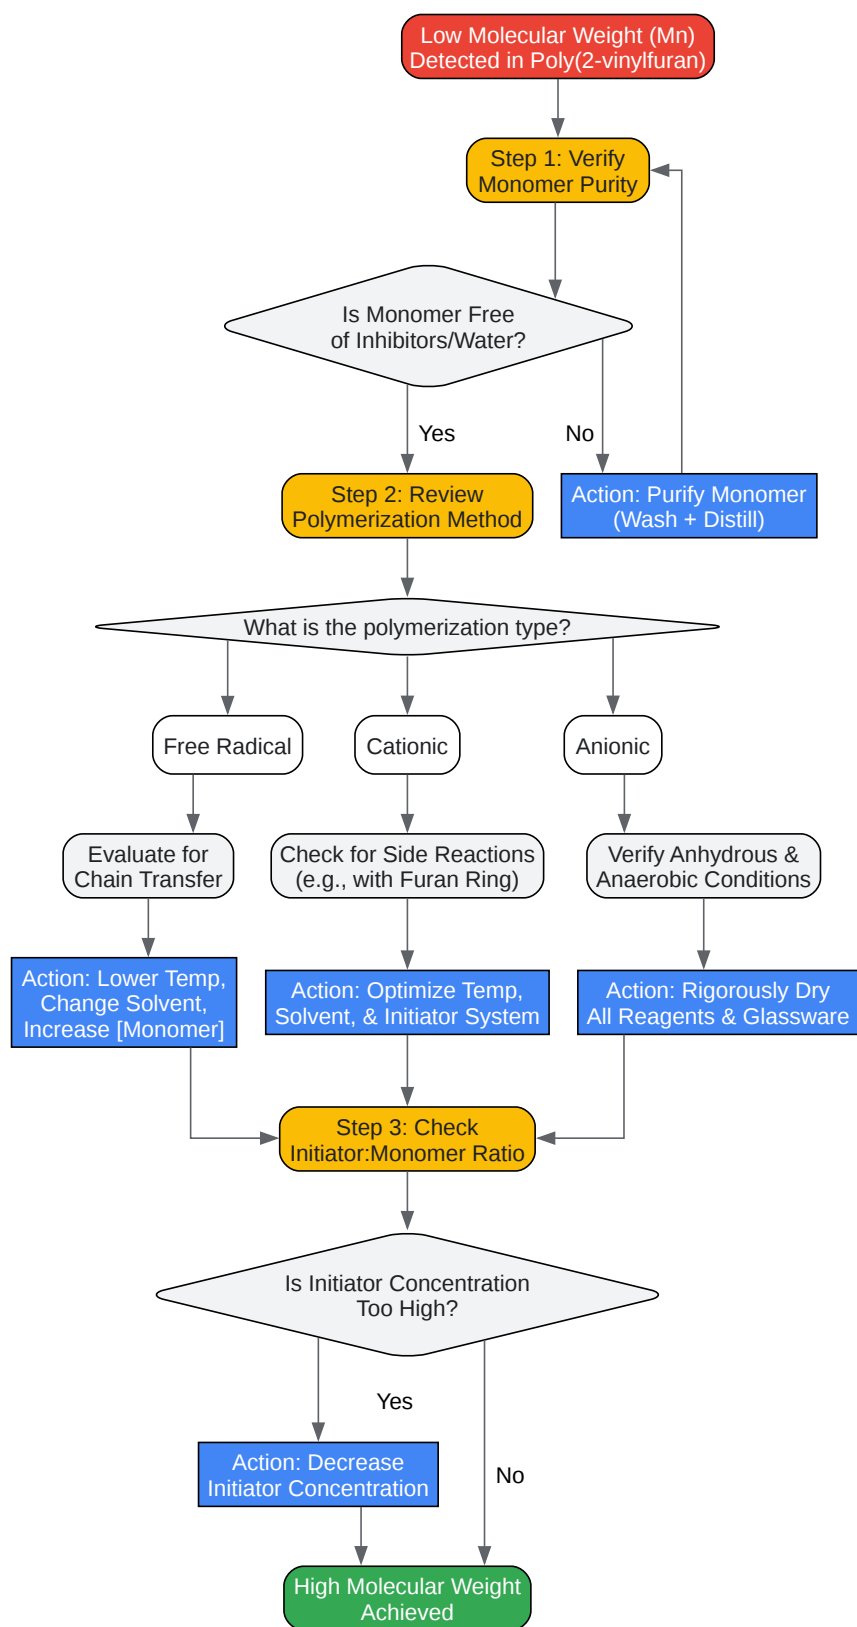 Low Molecular Weight (Mn)
Detected in Poly(2-vinylfuran)
Step 1: Verify
Monomer Purity
Is Monomer Free
of Inhibitors/Water?
Yes
No
Step 2: Review
Polymerization Method
Action: Purify Monomer
(Wash + Distill)
What is the polymerization type?
Free Radical
Cationic
Anionic
Evaluate for
Chain Transfer
Check for Side Reactions
(e.g., with Furan Ring)
Verify Anhydrous &
Anaerobic Conditions
Action: Lower Temp,
Change Solvent,
Increase [Monomer]
Action: Optimize Temp,
Solvent, & Initiator System
Action: Rigorously Dry
All Reagents & Glassware
Step 3: Check
Initiator:Monomer Ratio
Is Initiator Concentration
Too High?
Yes
Action: Decrease
Initiator Concentration
No
High Molecular Weight
Achieved